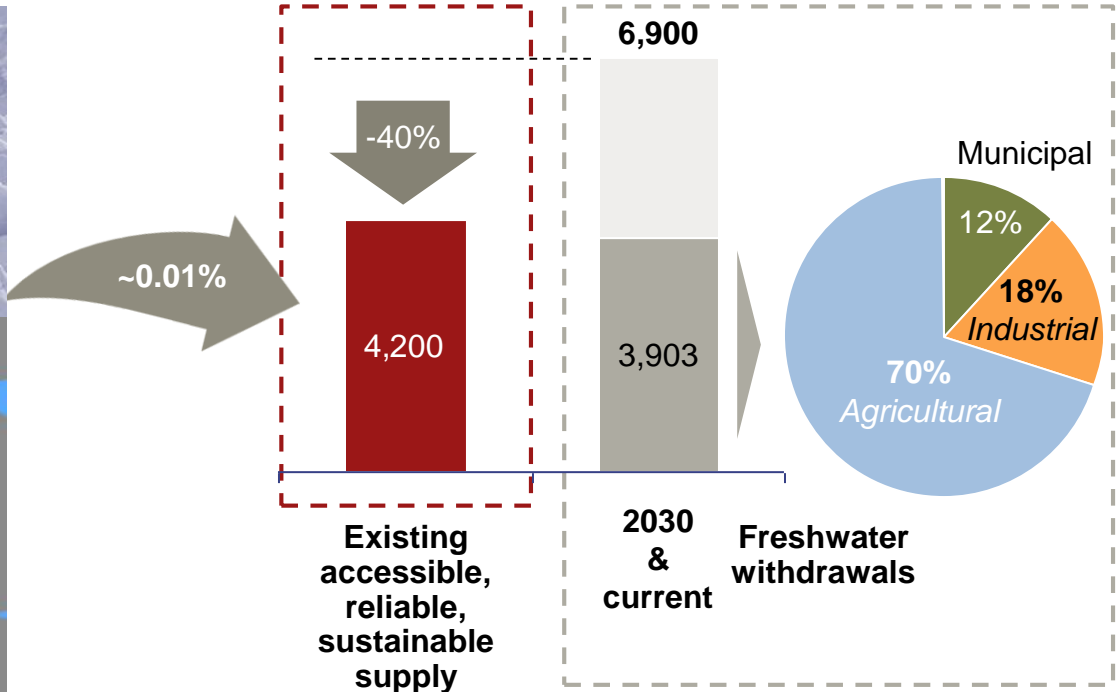 6,900
-40%
Municipal
12%
~0.01%
18%
Industrial
4,200
3,903
70%
Agricultural
Existing
accessible,
reliable,
sustainable
supply
2030
&
current
Freshwater
withdrawals